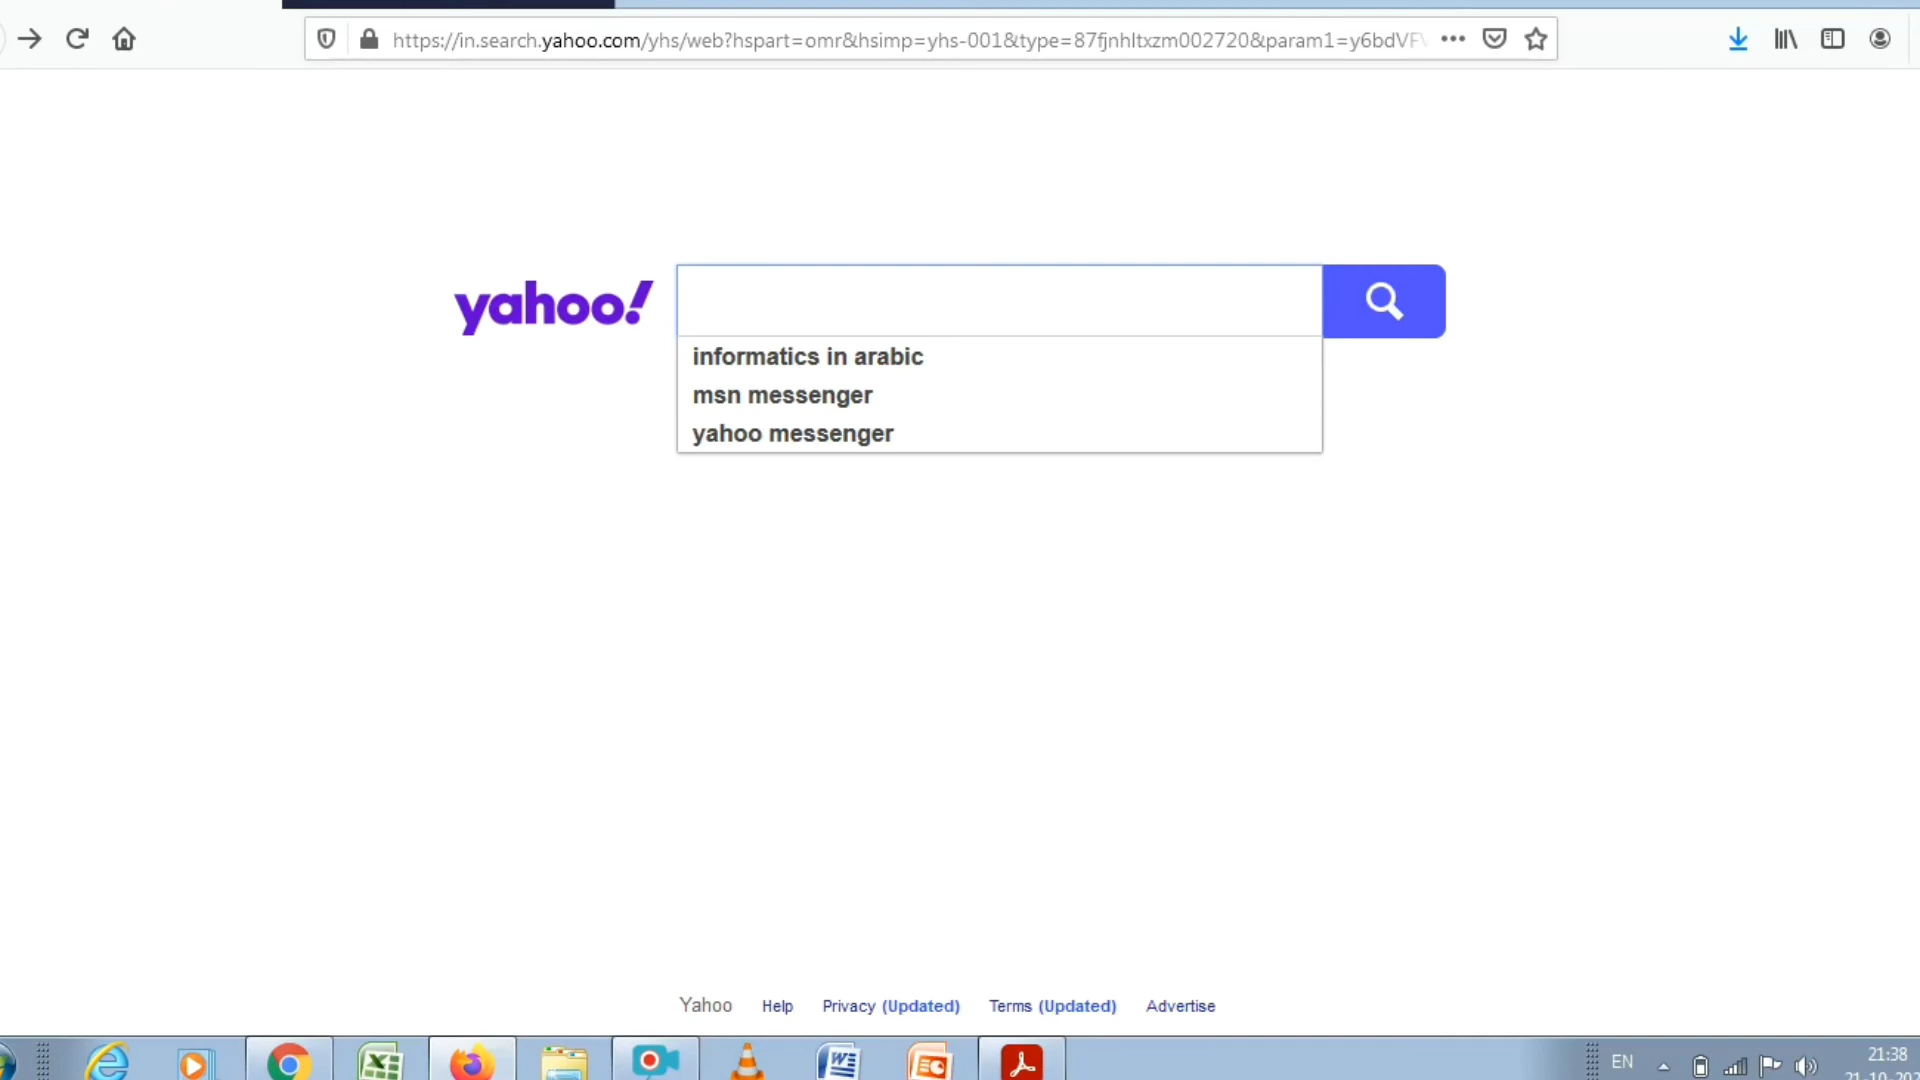 https://in.search.yahoo.com/yhs/web?hspart=omr&hsimp=yhs-001&type=87fjnhltxzm002720&param1=y6bdVF
yahoo!
informatics in arabic
msn messenger
yahoo messenger
Yahoo Help Privacy (Updated) Terms (Updated) Advertise
EN
21:38